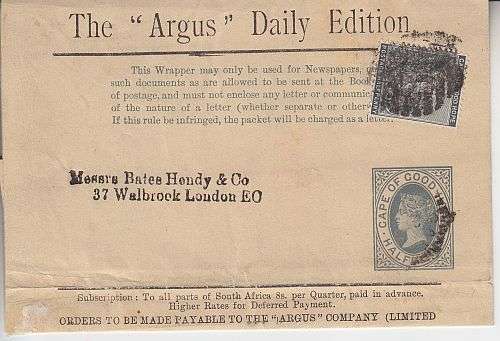 The "Argus" Daily Edition.
This Wrapper may only be used for Newspapers,
such documents as are allowed to be sent at the Book
of postage, and must not enclose any letter or communic
of the nature of a letter (whether separate or other
If this rule be infringed, the packet will be charged as a letter.
GOOD HOPE
Messrs Bates Hendy & Co
37 Walbrook London EC
CAPE OF GOOD
HALF
Subscription: To all parts of South Africa 8s. per Quarter, paid in advance.
Higher Rates for Deferred Payment.
ORDERS TO BE MADE PAYABLE TO THE "ARGUS" COMPANY (LIMITED